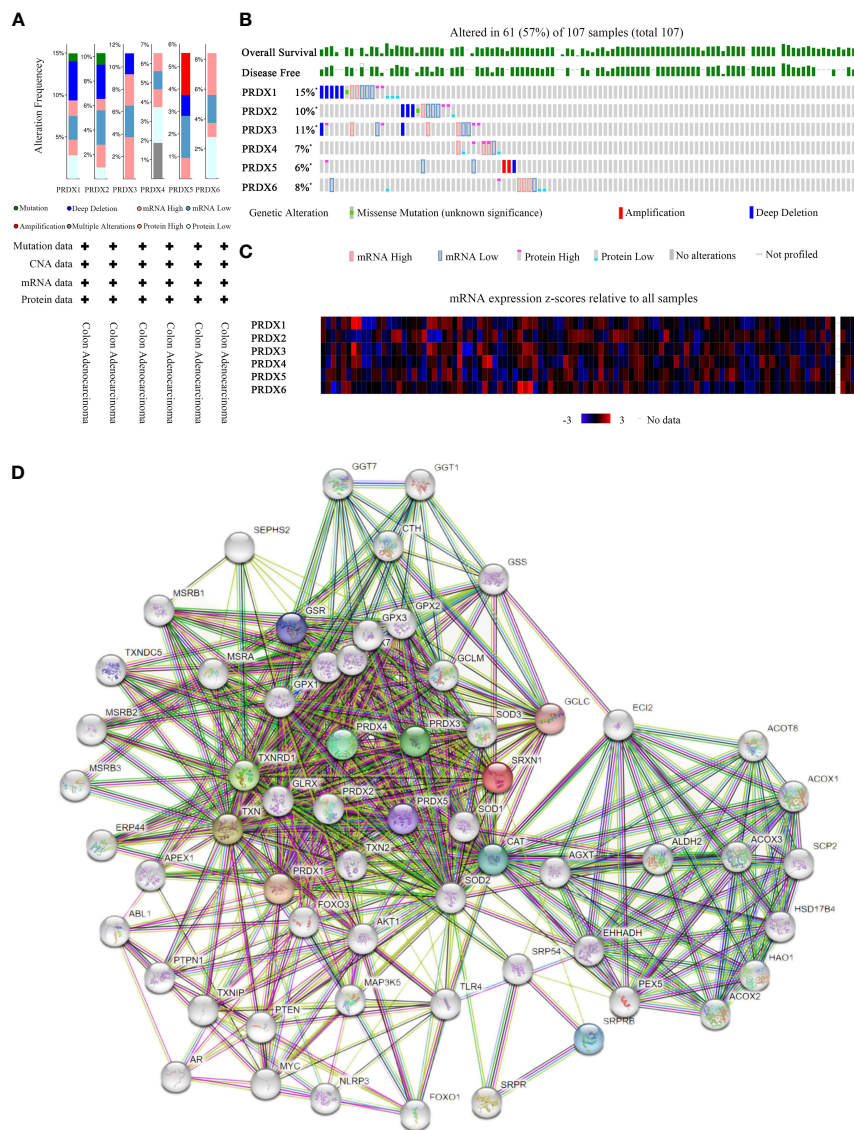 A
Alteration Frequencey
15%
10%
5%
10%
8%
6%
4%
2%
12%
10%
8%
6%
4%
2%
7%
6%
5%
4%
3%
2%
1%
6%
5%
4%
3%
2%
1%
8%
6%
4%
2%
PRDX1 PRDX2 PRDX3 PRDX4 PRDX5 PRDX6
Mutation Deep Deletion mRNA High mRNA Low
Ampilification Multiple Alterations Protein High Protein Low
Mutation data
CNA data
mRNA data
Protein data
Colon Adenocarcinoma
Colon Adenocarcinoma
Colon Adenocarcinoma
Colon Adenocarcinoma
Colon Adenocarcinoma
Colon Adenocarcinoma
B
Altered in 61 (57%) of 107 samples (total 107)
Overall Survival
Disease Free
PRDX1 15%*
PRDX2 10%*
PRDX3 11%*
PRDX4 7%*
PRDX5 6%*
PRDX6 8%*
Genetic Alteration Missense Mutation (unknown significance) Amplification Deep Deletion
mRNA High mRNA Low Protein High Protein Low No alterations Not profiled
C
mRNA expression z-scores relative to all samples
PRDX1
PRDX2
PRDX3
PRDX4
PRDX5
PRDX6
-3 3 No data
D
GGT7
GGT1
SEPHS2
CTH
GSS
MSRB1
GSR
GPX3
GPX2
TXNDC5
MSRA
GCLM
GPX1
MSRB2
SOD3
GCLC
ECI2
PRDX4
PRDX3
ACOT8
MSRB3
TXNRD1
SRXN1
ACOX1
GLRX
PRDX2
PRDX5
SOD1
TXN
ERP44
CAT
ALDH2
ACOX3
SCP2
APEX1
TXN2
AGXT
PRDX1
SOD2
ABL1
FOXO3
AKT1
HSD17B4
EHHADH
PTPN1
SRP54
HAO1
MAP3K5
TLR4
PEX5
TXNIP
PTEN
ACOX2
SRPRB
AR
MYC
NLRP3
FOXO1
SRPR